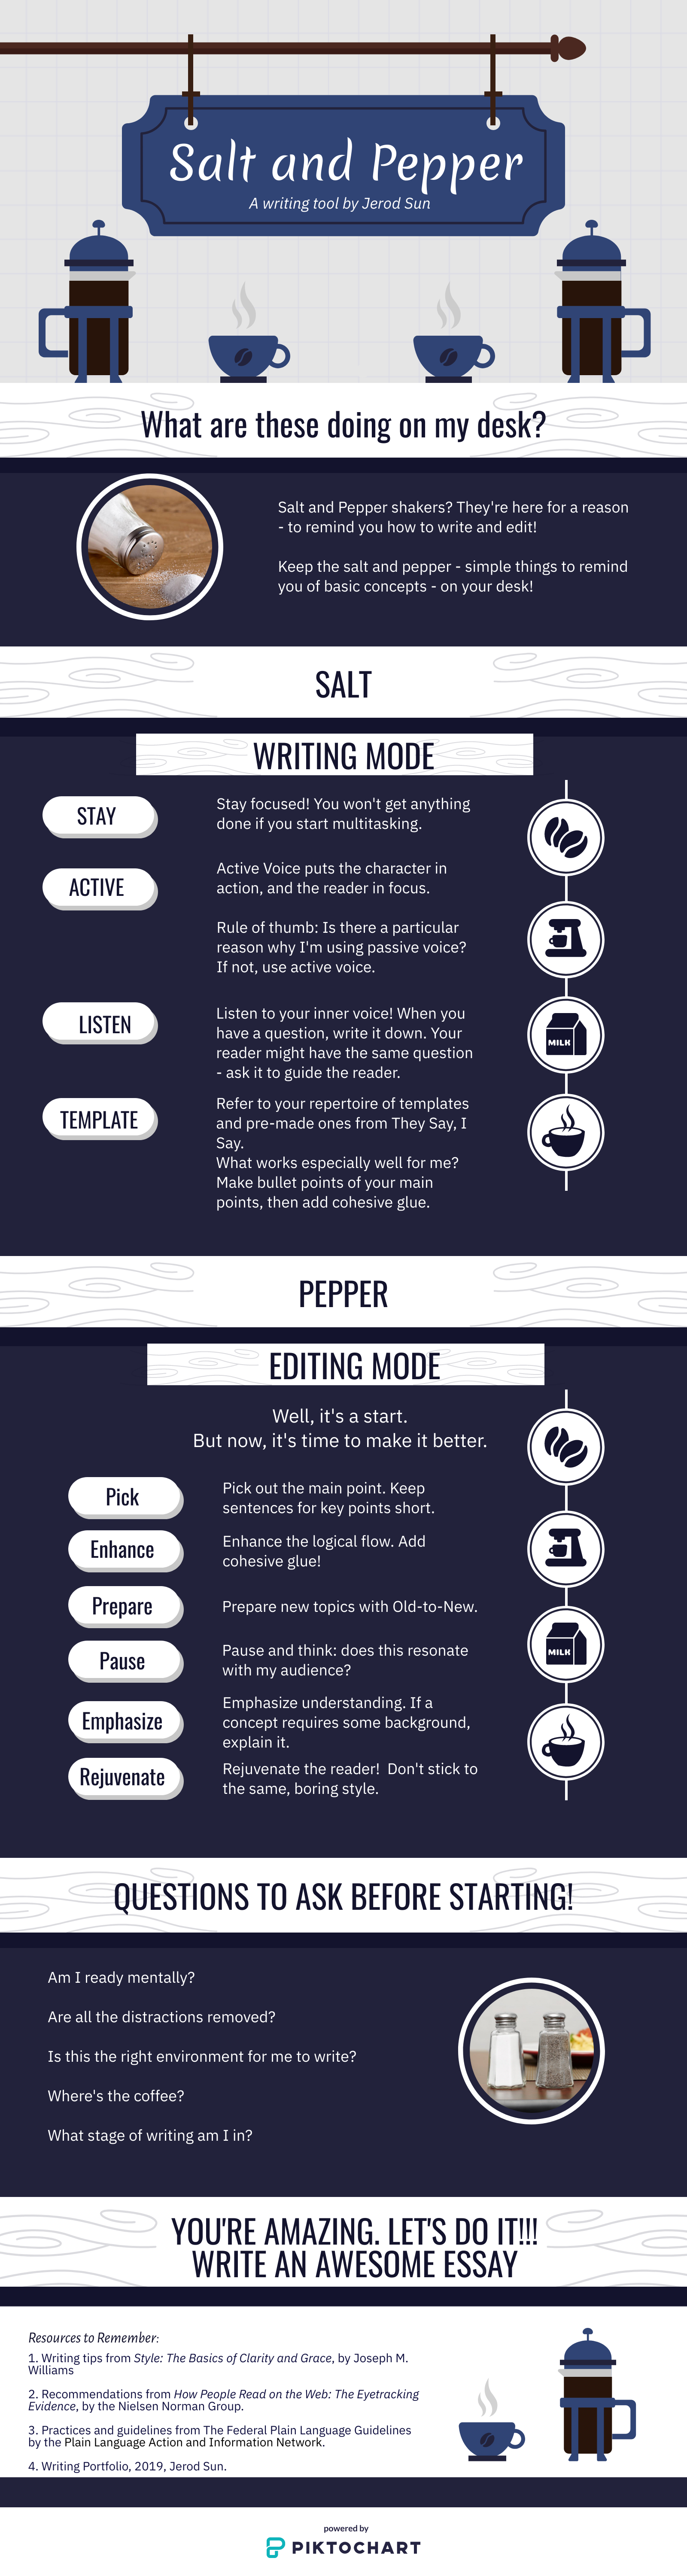 Salt and Pepper
A writing tool by Jerod Sun
What are these doing on my desk?
Salt and Pepper shakers? They're here for a reason
- to remind you how to write and edit!
Keep the salt and pepper - simple things to remind
you of basic concepts - on your desk!
SALT
WRITING MODE
STAY
Stay focused! You won't get anything
done if you start multitasking.
ACTIVE
Active Voice puts the character in
action, and the reader in focus.
Rule of thumb: Is there a particular
reason why I'm using passive voice?
If not, use active voice.
LISTEN
Listen to your inner voice! When you
have a question, write it down. Your
reader might have the same question
- ask it to guide the reader.
MILK
TEMPLATE
Refer to your repertoire of templates
and pre-made ones from They Say, I
Say.
What works especially well for me?
Make bullet points of your main
points, then add cohesive glue.
PEPPER
EDITING MODE
Well, it's a start.
But now, it's time to make it better.
Pick
Pick out the main point. Keep
sentences for key points short.
Enhance
Enhance the logical flow. Add
cohesive glue!
Prepare
Prepare new topics with Old-to-New.
MILK
Pause
Pause and think: does this resonate
with my audience?
Emphasize
Emphasize understanding. If a
concept requires some background,
explain it.
Rejuvenate
Rejuvenate the reader! Don't stick to
the same, boring style.
QUESTIONS TO ASK BEFORE STARTING!
Am I ready mentally?
Are all the distractions removed?
Is this the right environment for me to write?
Where's the coffee?
What stage of writing am I in?
YOU'RE AMAZING. LET'S DO IT!!!
WRITE AN AWESOME ESSAY
Resources to Remember:
1. Writing tips from Style: The Basics of Clarity and Grace, by Joseph M.
Williams
2. Recommendations from How People Read on the Web: The Eyetracking
Evidence, by the Nielsen Norman Group.
3. Practices and guidelines from The Federal Plain Language Guidelines
by the Plain Language Action and Information Network.
4. Writing Portfolio, 2019, Jerod Sun.
powered by
PIKTOCHART